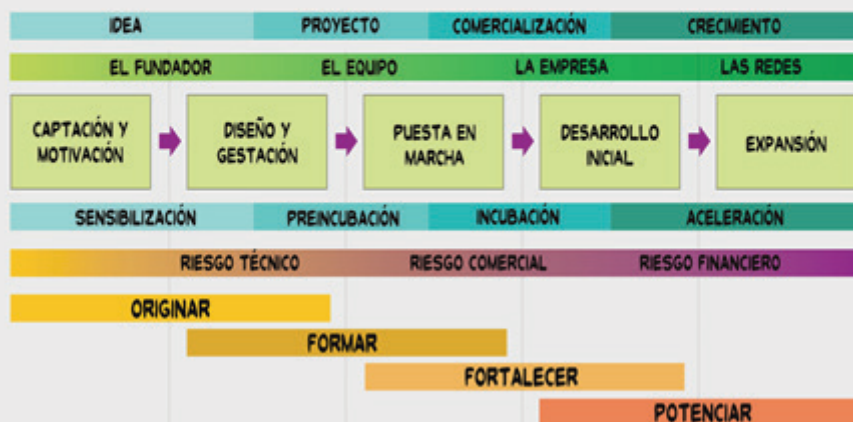 IDEA PROYECTO COMERCIALIZACIÓN CRECIMIENTO
EL FUNDADOR EL EQUIPO LA EMPRESA LAS REDES
CAPTACIÓN Y
MOTIVACIÓN
DISEÑO Y
GESTACIÓN
PUESTA EN
MARCHA
DESARROLLO
INICIAL
EXPANSIÓN
SENSIBILIZACIÓN PREINCUBACIÓN INCUBACIÓN ACELERACIÓN
RIESGO TÉCNICO RIESGO COMERCIAL RIESGO FINANCIERO
ORIGINAR
FORMAR
FORTALECER
POTENCIAR